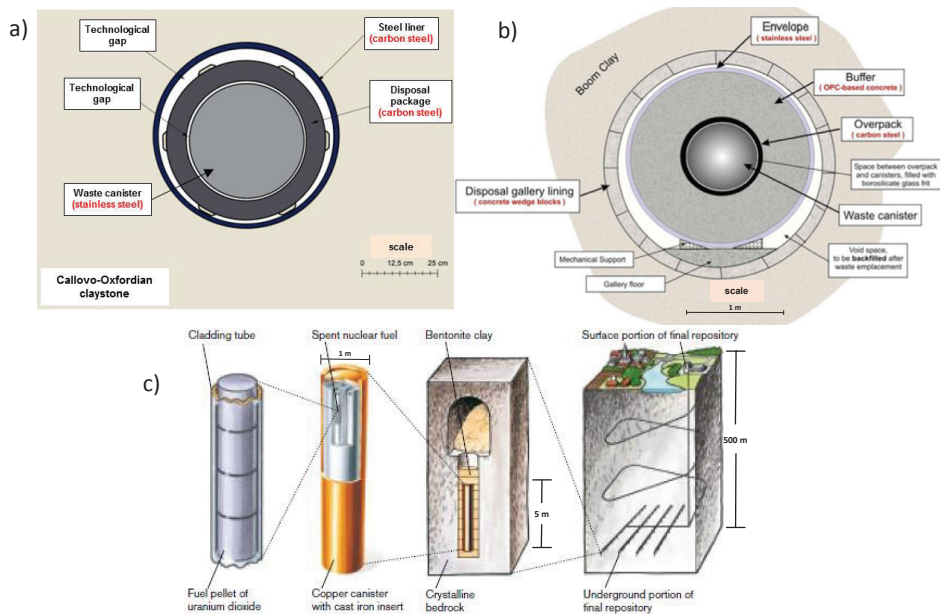 a)
Technological
gap
Steel liner
(carbon steel)
Technological
gap
Disposal
package
(carbon steel)
Waste canister
(stainless steel)
scale
0 12,5 cm 25 cm
Callovo-Oxfordian
claystone
b)
Boom Clay
Envelope
( stainless steel )
Buffer
( OPC-based concrete )
Overpack
( carbon steel )
Space between overpack
and canisters, filled with
borosilicate glass frit
Disposal gallery lining
( concrete wedge blocks )
Waste canister
Mechanical Support
Void space,
to be backfilled after
waste emplacement
Gallery floor
scale
1 m
c)
Cladding tube
Spent nuclear fuel
Bentonite clay
Surface portion of final repository
1 m
500 m
5 m
Fuel pellet of
uranium dioxide
Copper canister
with cast iron insert
Crystalline
bedrock
Underground portion of
final repository